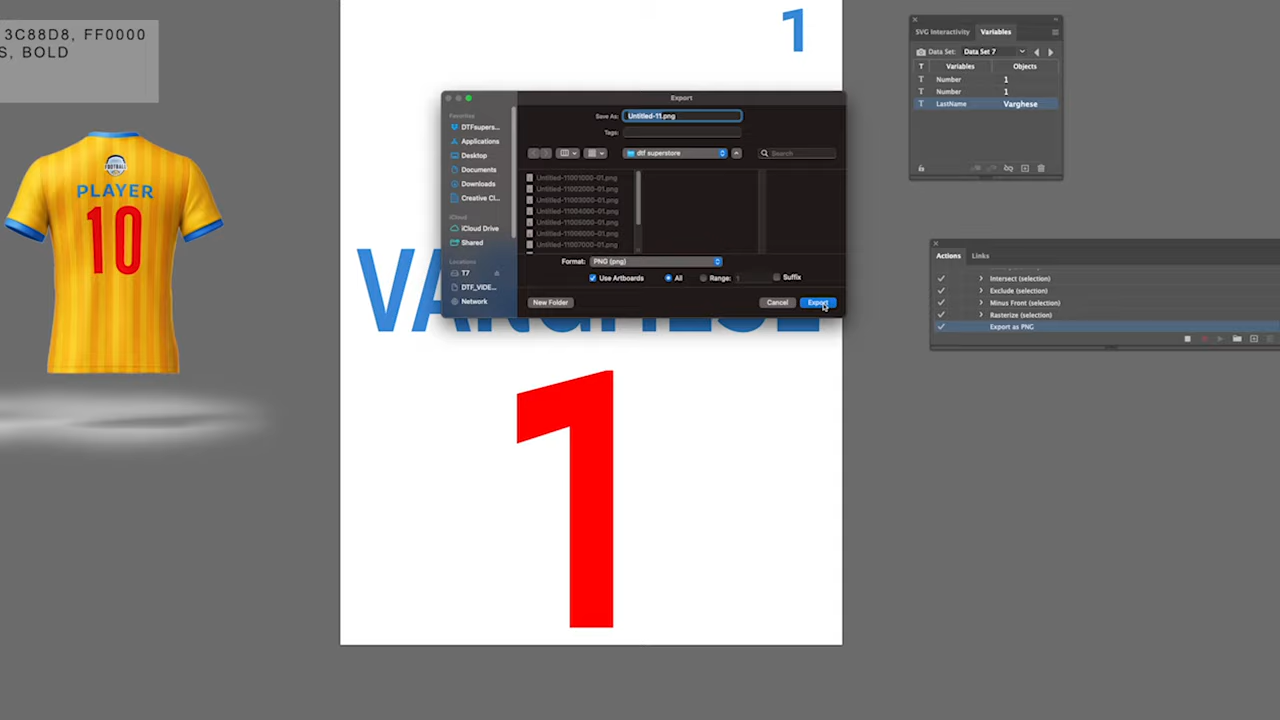 3C88D8, FF0000
S, BOLD
FOOTBALL
PLAYER
10
1
VARGHESE
1
Export
Save As: Untitled-11.png
Tags:
dtf superstore
Search
Favorites
DTFsupers...
Applications
Desktop
Documents
Downloads
Creative Cl...
iCloud
iCloud Drive
Shared
Locations
T7
DTF_VIDE...
Network
Untitled-11001000-01.png
Untitled-11002000-01.png
Untitled-11003000-01.png
Untitled-11004000-01.png
Untitled-11005000-01.png
Untitled-11006000-01.png
Untitled-11007000-01.png
Format: PNG (png)
Use Artboards All Range: 1 Suffix
New Folder Cancel Export
SVG Interactivity Variables
Data Set: Data Set 7
T Variables Objects
T Number 1
T Number 1
T LastName Varghese
Actions Links
Intersect (selection)
Exclude (selection)
Minus Front (selection)
Rasterize (selection)
Export as PNG